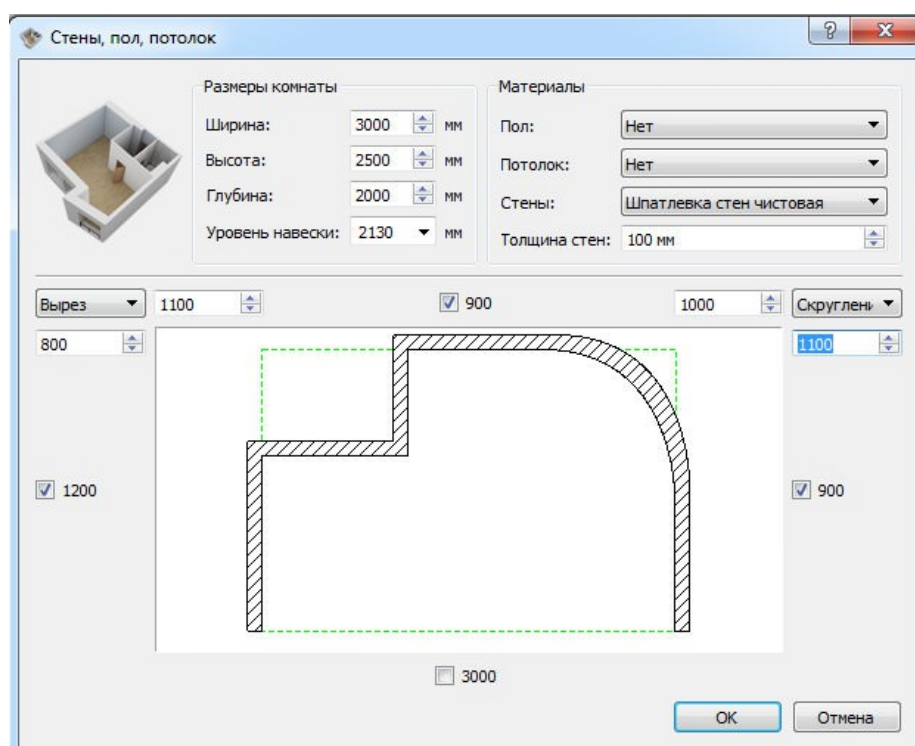 Стены, пол, потолок
Размеры комнаты
Ширина: 3000 мм
Высота: 2500 мм
Глубина: 2000 мм
Уровень навески: 2130 мм
Материалы
Пол: Нет
Потолок: Нет
Стены: Шпатлевка стен чистовая
Толщина стен: 100 мм
Вырез 1100 900 1000 Скруглени
800 1100
1200 900
3000
OK Отмена